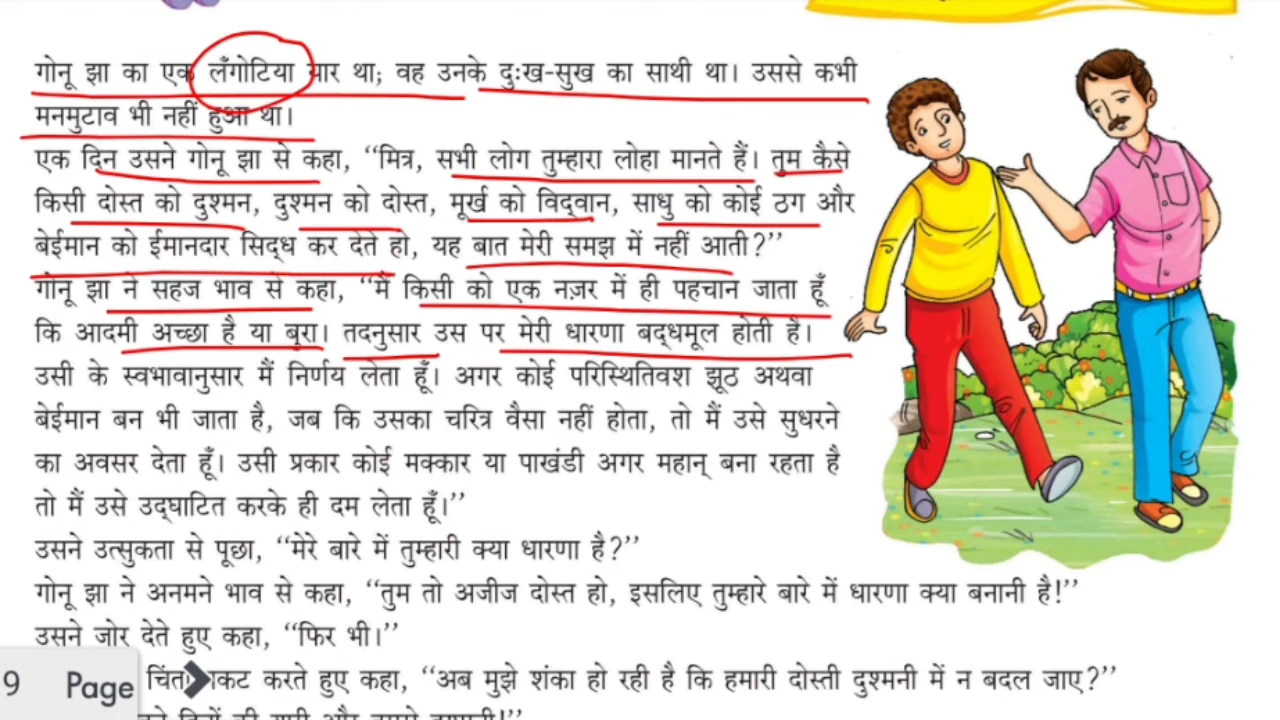 गोनू झा का एक लँगोटिया यार था; वह उनके दुःख-सुख का साथी था। उससे कभी
मनमुटाव भी नहीं हुआ था।
एक दिन उसने गोनू झा से कहा, “मित्र, सभी लोग तुम्हारा लोहा मानते हैं। तुम कैसे
किसी दोस्त को दुश्मन, दुश्मन को दोस्त, मूर्ख को विद्‌वान, साधु को कोई ठग और
बेईमान को ईमानदार सिद्‌ध कर देते हो, यह बात मेरी समझ में नहीं आती?”
गोनू झा ने सहज भाव से कहा, “मैं किसी को एक नज़र में ही पहचान जाता हूँ
कि आदमी अच्छा है या बुरा। तदनुसार उस पर मेरी धारणा बद्‌धमूल होती है।
उसी के स्वभावानुसार मैं निर्णय लेता हूँ। अगर कोई परिस्थितिवश झूठ अथवा
बेईमान बन भी जाता है, जब कि उसका चरित्र वैसा नहीं होता, तो मैं उसे सुधरने
का अवसर देता हूँ। उसी प्रकार कोई मक्कार या पाखंडी अगर महान् बना रहता है
तो मैं उसे उद्‌घाटित करके ही दम लेता हूँ।”
उसने उत्सुकता से पूछा, “मेरे बारे में तुम्हारी क्या धारणा है?”
गोनू झा ने अनमने भाव से कहा, “तुम तो अजीज दोस्त हो, इसलिए तुम्हारे बारे में धारणा क्या बनानी है!”
उसने जोर देते हुए कहा, “फिर भी।”
करते हुए कहा, “अब मुझे शंका हो रही है कि हमारी दोस्ती दुश्मनी में न बदल जाए?”
9 Page